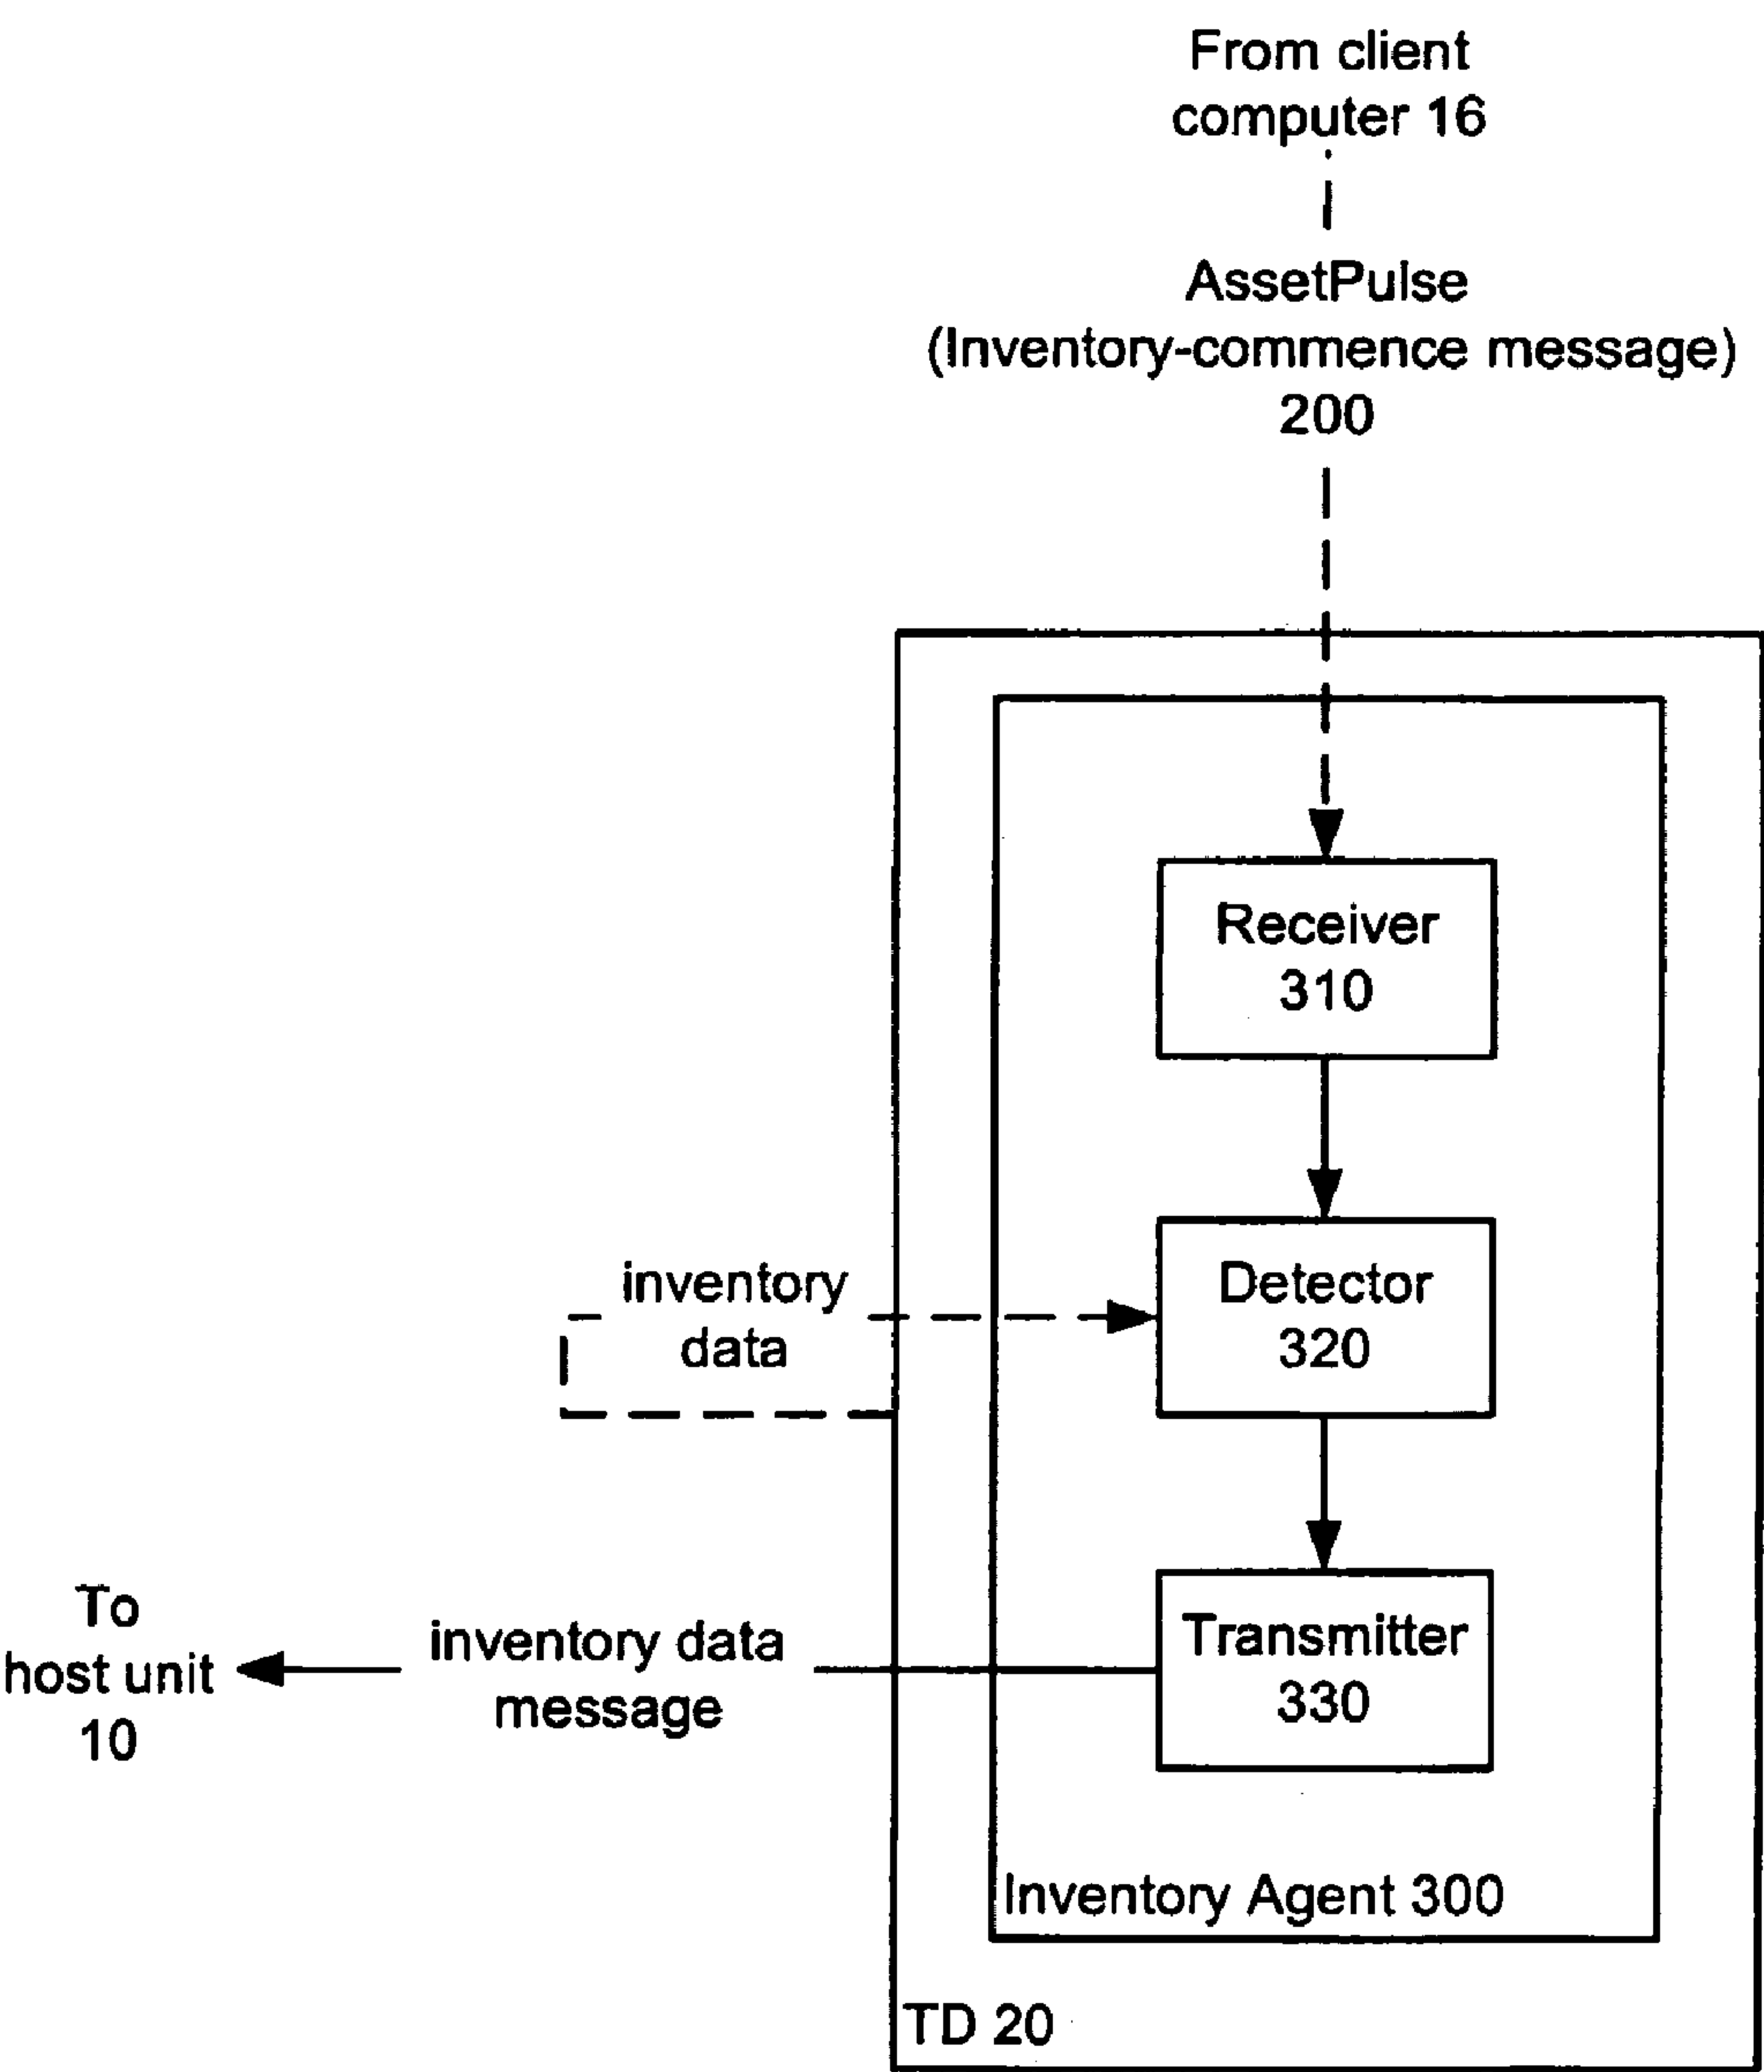 From client
computer 16
AssetPulse
(Inventory-commence message)
200
Receiver
310
Detector
320
inventory
data
Transmitter
330
inventory data
message
To
host unit
10
Inventory Agent 300
TD 20